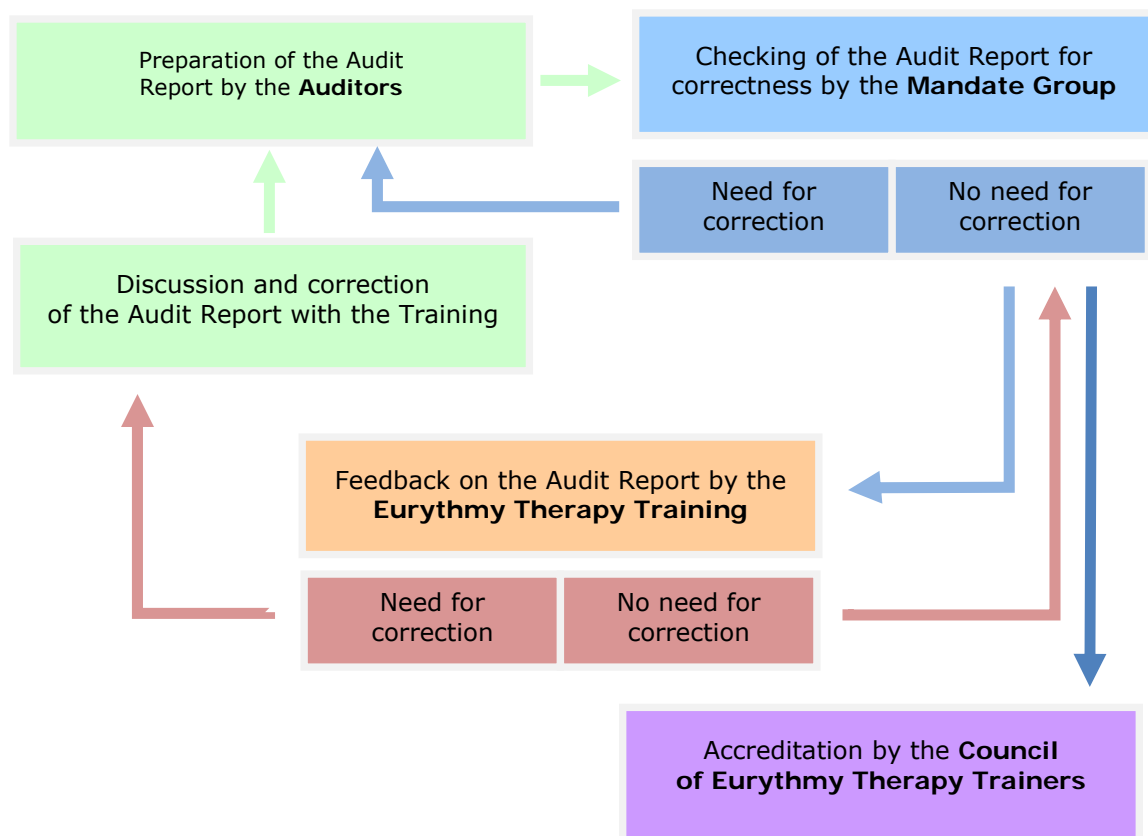 Preparation of the Audit
Report by the Auditors
Checking of the Audit Report for
correctness by the Mandate Group
Need for
correction
No need for
correction
Discussion and correction
of the Audit Report with the Training
Feedback on the Audit Report by the
Eurythmy Therapy Training
Need for
correction
No need for
correction
Accreditation by the Council
of Eurythmy Therapy Trainers